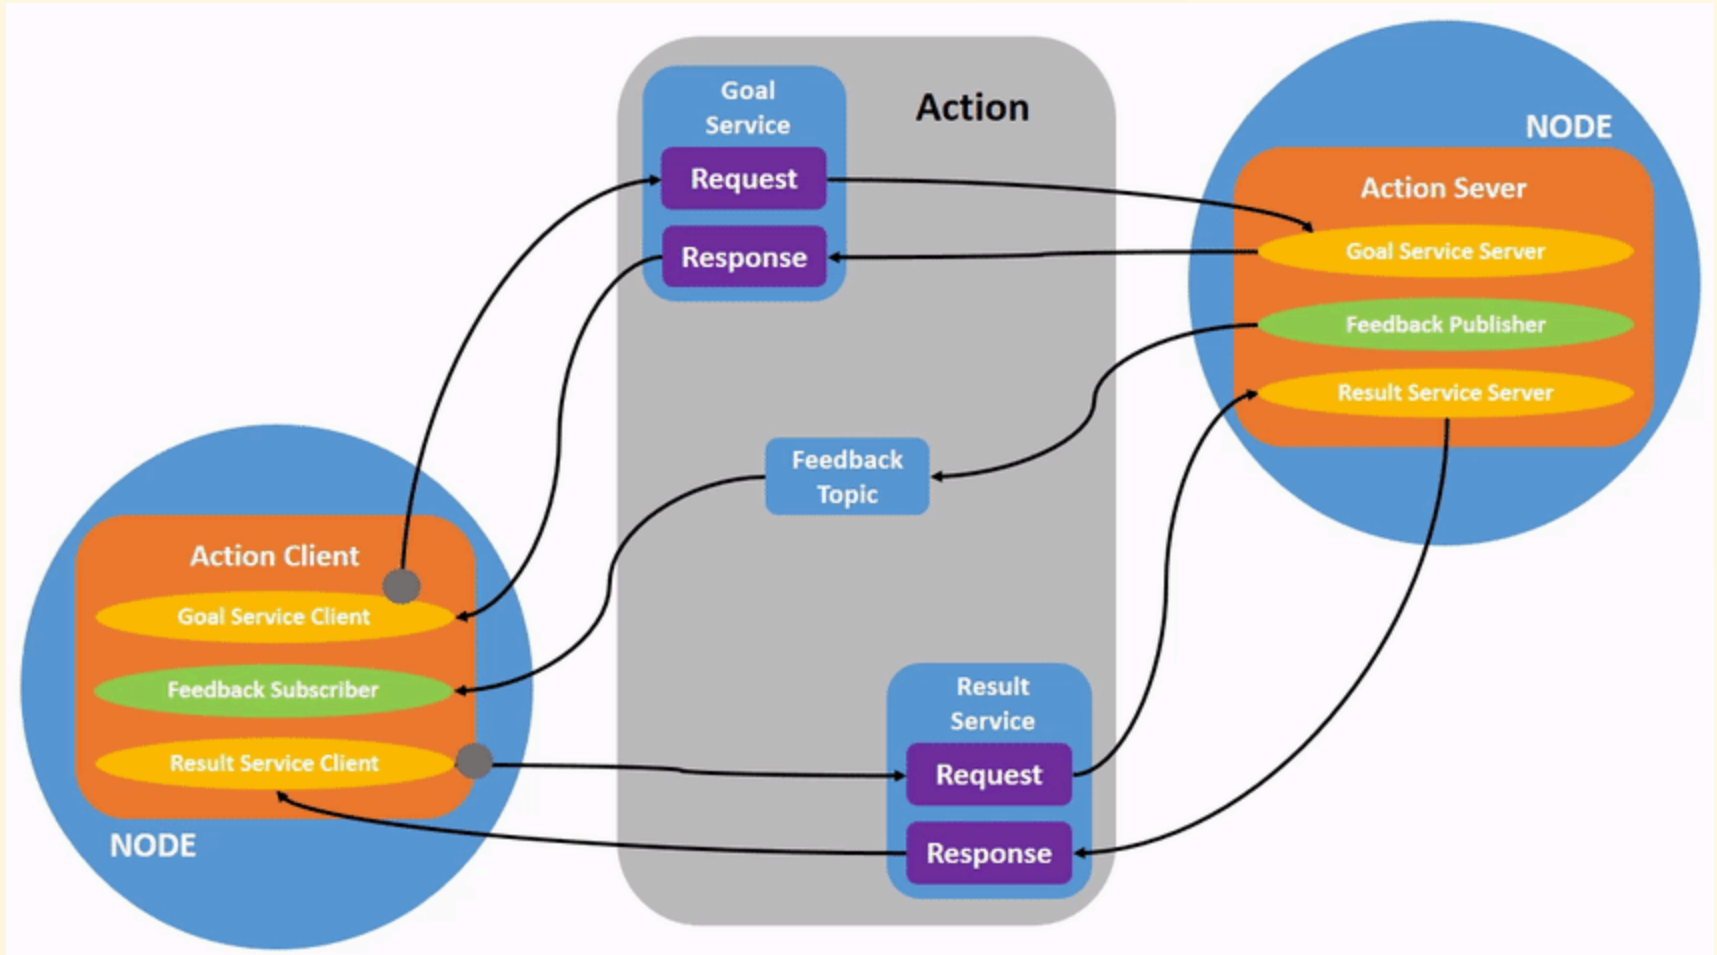 Goal
Service
Request
Response
Action
NODE
Action Sever
Goal Service Server
Feedback Publisher
Result Service Server
Feedback
Topic
Action Client
Goal Service Client
Feedback Subscriber
Result Service Client
NODE
Result
Service
Request
Response